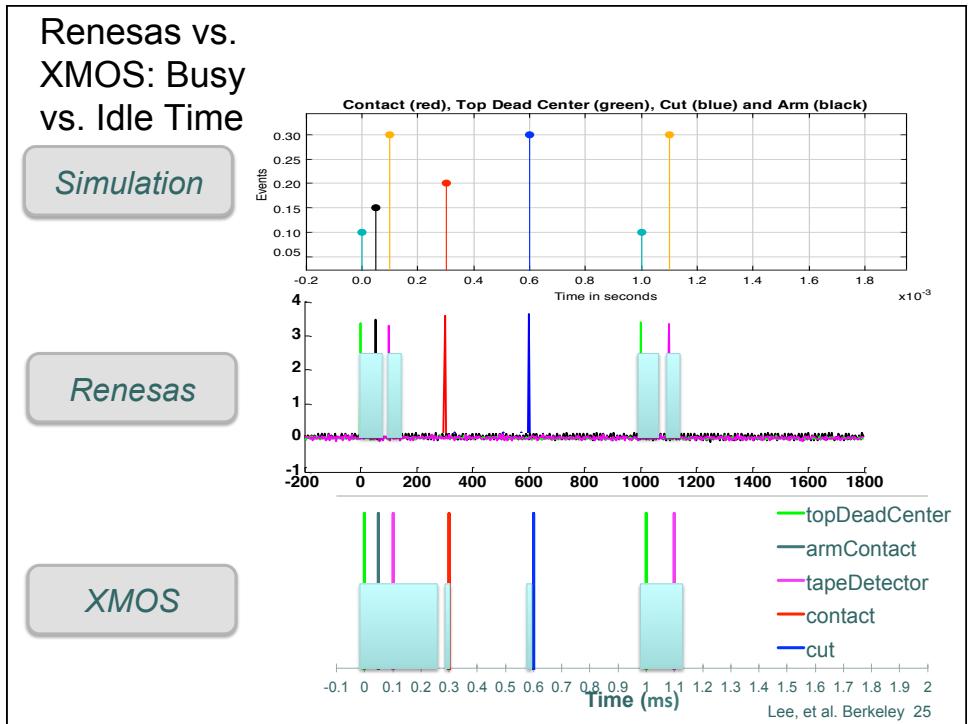 Renesas vs.
XMOS: Busy
vs. Idle Time
Simulation
Contact (red), Top Dead Center (green), Cut (blue) and Arm (black)
Events
0.30
0.25
0.20
0.15
0.10
0.05
-0.2 0.0 0.2 0.4 0.6 0.8 1.0 1.2 1.4 1.6 1.8
Time in seconds
x10-3
Renesas
4
3
2
1
0
-1
-200 0 200 400 600 800 1000 1200 1400 1600 1800
XMOS
topDeadCenter
armContact
tapeDetector
contact
cut
-0.1 0 0.1 0.2 0.3 0.4 0.5 0.6 0.7 0.8 0.9 1 1.1 1.2 1.3 1.4 1.5 1.6 1.7 1.8 1.9 2
Time (ms)
Lee, et al. Berkeley 25